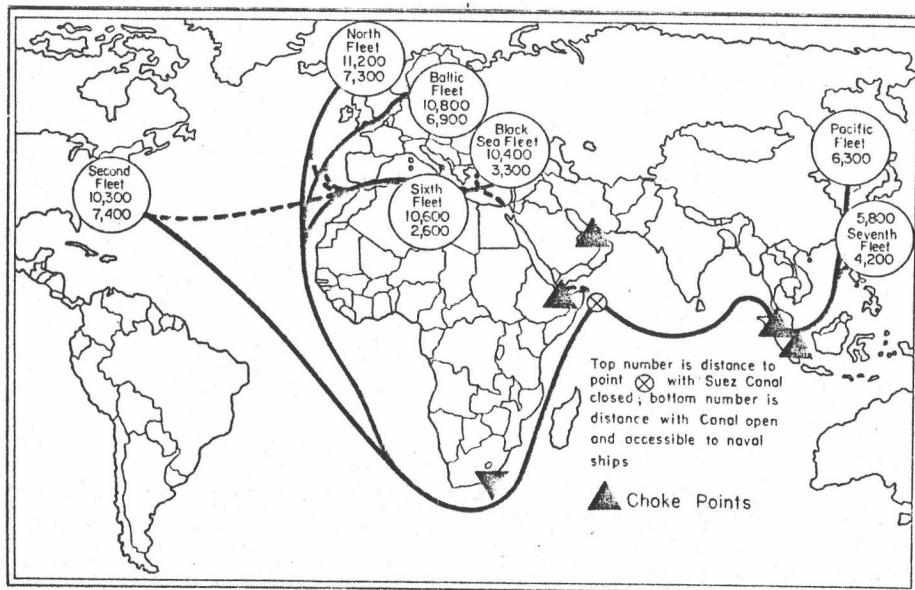 North
Fleet
11,200
7,300
Baltic
Fleet
10,800
6,900
Black
Sea Fleet
10,400
3,300
Pacific
Fleet
6,300
Second
Fleet
10,300
7,400
Sixth
Fleet
10,600
2,600
5,800
Seventh
Fleet
4,200
Top number is distance to
point ⊗ with Suez Canal
closed; bottom number is
distance with Canal open
and accessible to naval
ships
Choke Points